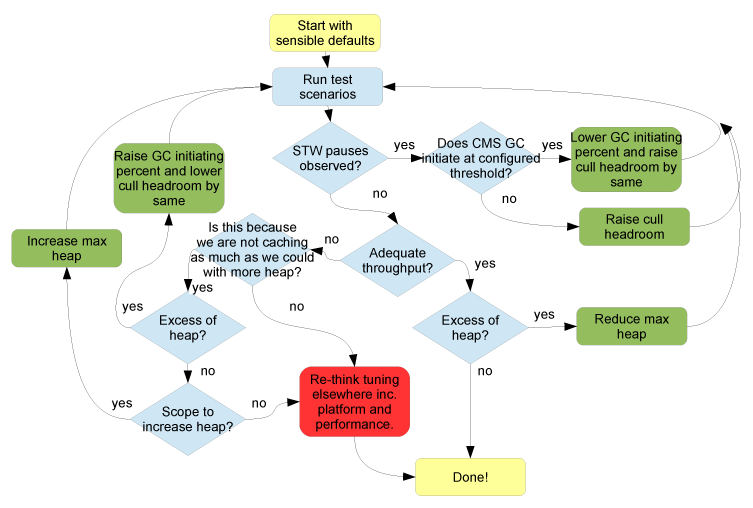 Start with
sensible defaults
Run test
scenarios
STW pauses
observed?
yes
Does CMS GC
initiate at configured
threshold?
yes
Lower GC initiating
percent and raise
cull headroom by
same
Raise GC initiating
percent and lower
cull headroom by
same
no
no
Raise cull
headroom
Increase max
heap
Is this because
we are not caching
as much as we could
with more heap?
no
Adequate
throughput?
yes
yes
yes
no
Excess of
heap?
Excess of
heap?
yes
Reduce max
heap
no
no
Re-think tuning
elsewhere inc.
platform and
performance.
yes
Scope to
increase heap?
no
Done!